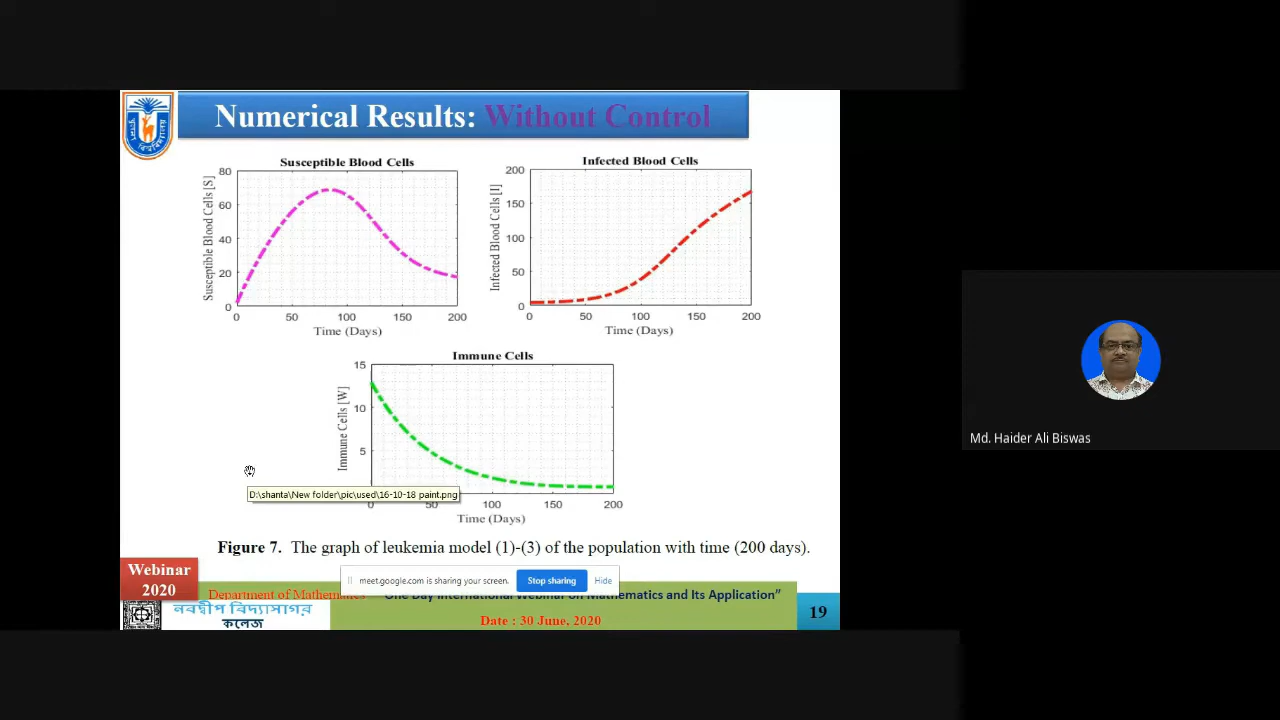 Numerical Results: Without Control
Susceptible Blood Cells
Susceptible Blood Cells [S]
80
60
40
20
0
0 50 100 150 200
Time (Days)
Infected Blood Cells
Infected Blood Cells [I]
200
150
100
50
0
0 50 100 150 200
Time (Days)
Immune Cells
Immune Cells [W]
15
10
5
D:\shanta\New folder\pic\used\16-10-18 paint.png
0 50 100 150 200
Time (Days)
Figure 7. The graph of leukemia model (1)-(3) of the population with time (200 days).
Md. Haider Ali Biswas
Webinar
2020
meet.google.com is sharing your screen.
Stop sharing
Hide
Department of Mathematics
One Day International Webinar on Mathematics and Its Application”
নবদ্বীপ বিদ্যাসাগর
কলেজ
Date : 30 June, 2020
19